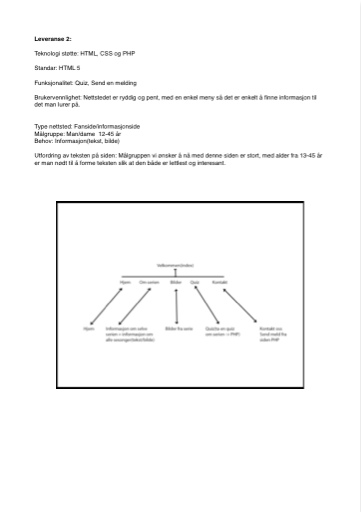 Leveranse 2:
Teknologi støtte: HTML, CSS og PHP
Standar: HTML 5
Funksjonalitet: Quiz, Send en melding
Brukervennlighet: Nettstedet er ryddig og pent, med en enkel meny så det er enkelt å finne informasjon til
det man lurer på.
Type nettsted: Fanside/informasjonside
Målgruppe: Man/dame 12-45 år
Behov: Informasjon(tekst, bilde)
Utfordring av teksten på siden: Målgruppen vi ønsker å nå med denne siden er stort, med alder fra 13-45 år
er man nødt til å forme teksten slik at den både er lettlest og interesant.
Velkommen(Index)
Hjem Om serien Bilder Quiz Kontakt
Hjem
Informasjon om selve
serien + informasjon om
alle sesonger(tekst/bilde)
Bilder fra serie
Quiz(ta en quiz
om serien -> PHP)
Kontakt oss.
Send meld fra
siden PHP